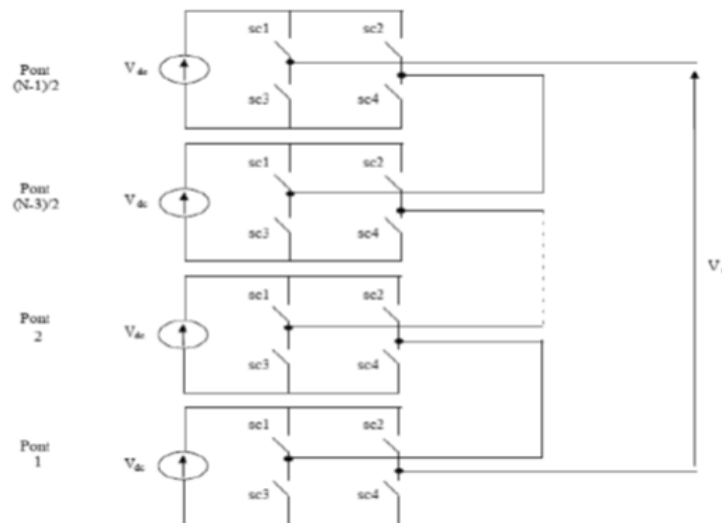 sc1 sc2
Pont
(N-1)/2
Vdc
sc3 sc4
sc1 sc2
Pont
(N-3)/2
Vdc
sc3 sc4
V
sc1 sc2
Pont
2
Vdc
sc3 sc4
sc1 sc2
Pont
1
Vdc
sc3 sc4